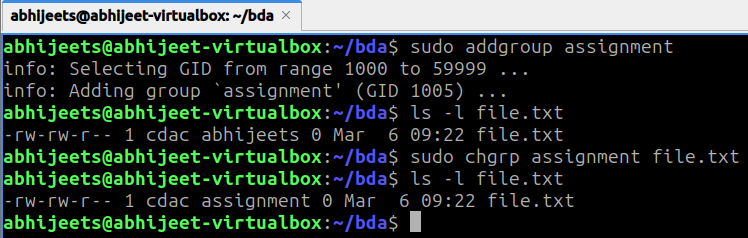 abhijeets@abhijeet-virtualbox: ~/bda ×
abhijeets@abhijeet-virtualbox:~/bda$ sudo addgroup assignment
info: Selecting GID from range 1000 to 59999 ...
info: Adding group `assignment' (GID 1005) ...
abhijeets@abhijeet-virtualbox:~/bda$ ls -l file.txt
-rw-rw-r-- 1 cdac abhijeets 0 Mar  6 09:22 file.txt
abhijeets@abhijeet-virtualbox:~/bda$ sudo chgrp assignment file.txt
abhijeets@abhijeet-virtualbox:~/bda$ ls -l file.txt
-rw-rw-r-- 1 cdac assignment 0 Mar  6 09:22 file.txt
abhijeets@abhijeet-virtualbox:~/bda$